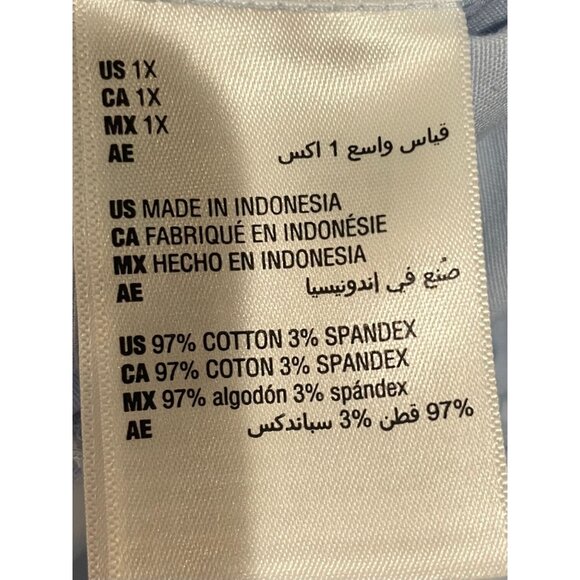 US 1X
CA 1X
MX 1X
AE قياس واسع 1 اكس
US MADE IN INDONESIA
CA FABRIQUÉ EN INDONÉSIE
MX HECHO EN INDONESIA
AE صُنع في اندونيسيا
US 97% COTTON 3% SPANDEX
CA 97% COTON 3% SPANDEX
MX 97% algodón 3% spándex
AE 97% قطن 3% سباندكس